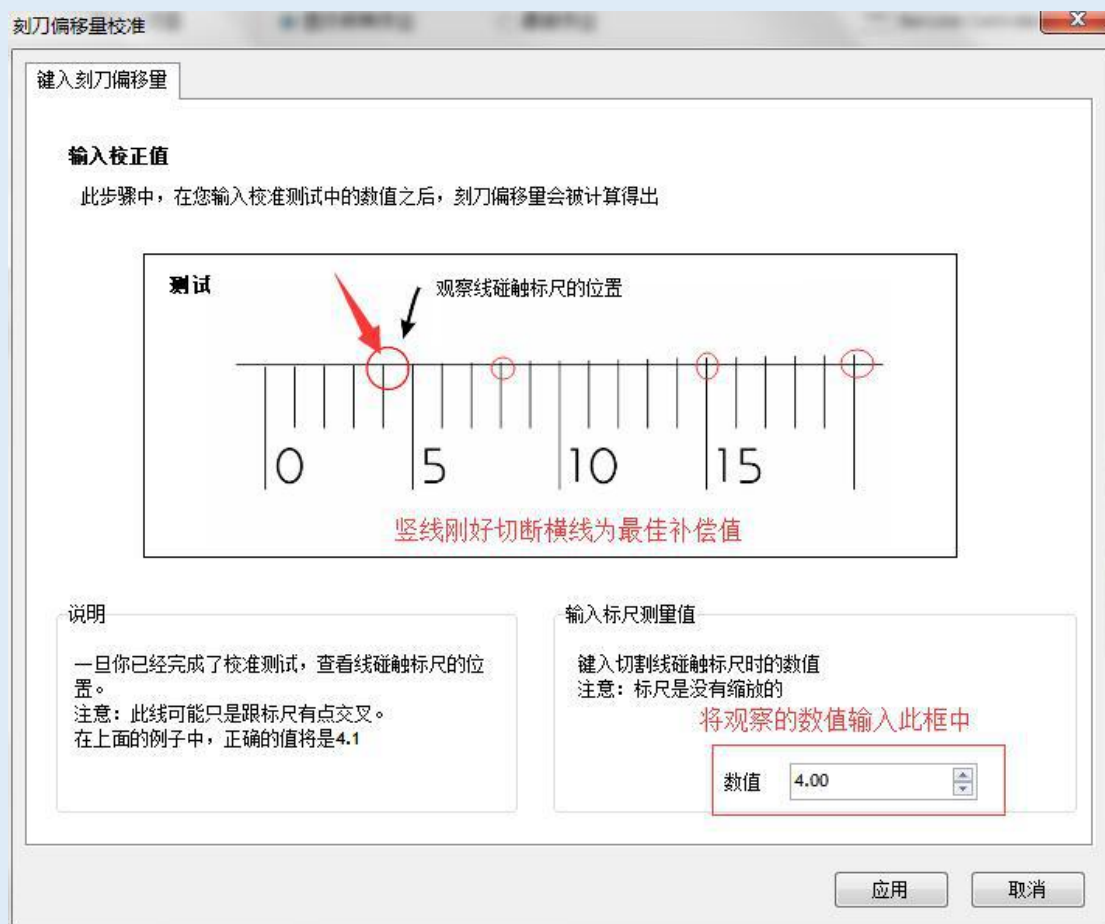 刻刀偏移量校准
键入刻刀偏移量
输入校正值
此步骤中，在您输入校准测试中的数值之后，刻刀偏移量会被计算得出
测试
观察线碰触标尺的位置
0 5 10 15
竖线刚好切断横线为最佳补偿值
说明
一旦你已经完成了校准测试，查看线碰触标尺的位
置。
注意：此线可能只是跟标尺有点交叉。
在上面的例子中，正确的值将是4.1
输入标尺测量值
键入切割线碰触标尺时的数值
注意：标尺是没有缩放的
将观察的数值输入此框中
数值 4.00
应用 取消